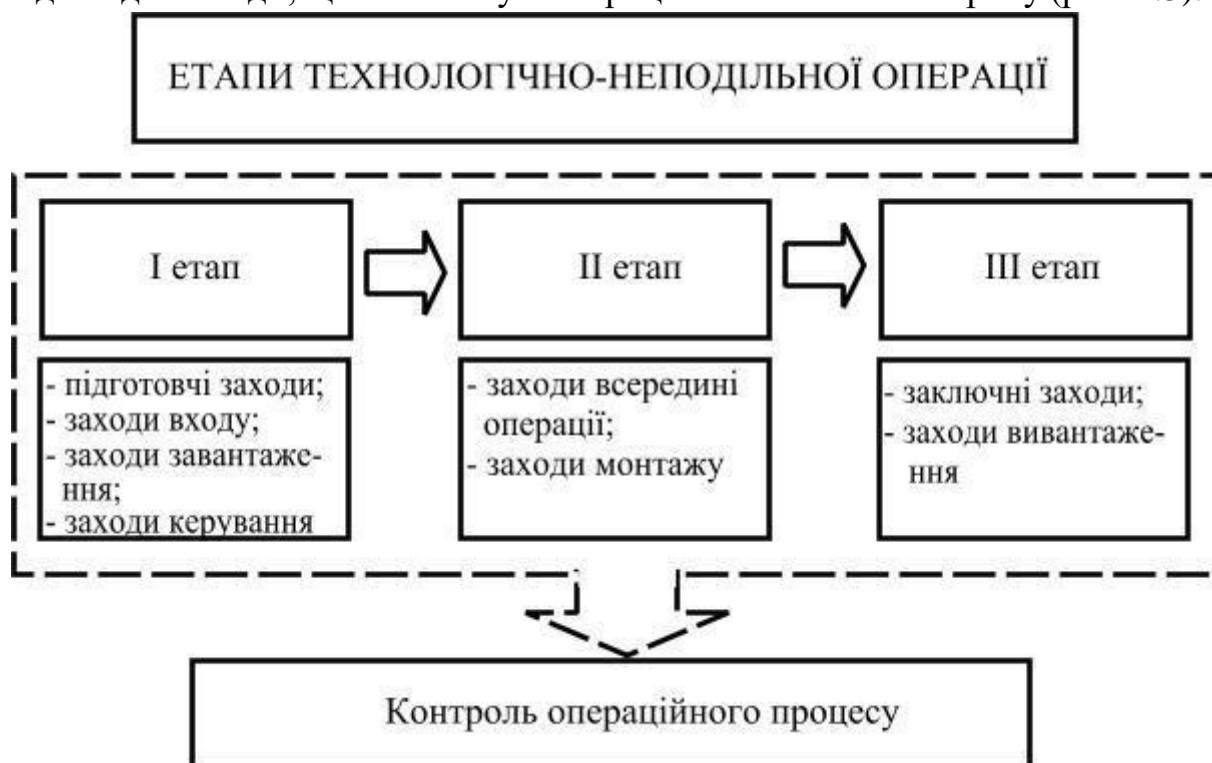 ЕТАПИ ТЕХНОЛОГІЧНО-НЕПОДІЛЬНОЇ ОПЕРАЦІЇ
І етап
- підготовчі заходи;
- заходи входу;
- заходи завантаже-
ння;
- заходи керування
ІІ етап
- заходи всередині
операції;
- заходи монтажу
ІІІ етап
- заключні заходи;
- заходи вивантаже-
ння
Контроль операційного процесу